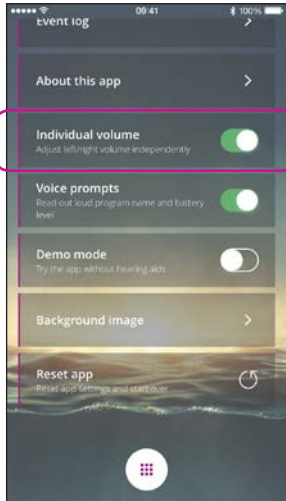 09:41 100%
Event log
About this app
Individual volume
Adjust left/right volume independently
Voice prompts
Read out loud program name and battery
level
Demo mode
Try the app without hearing aids
Background image
Reset app
Reset app settings and start over